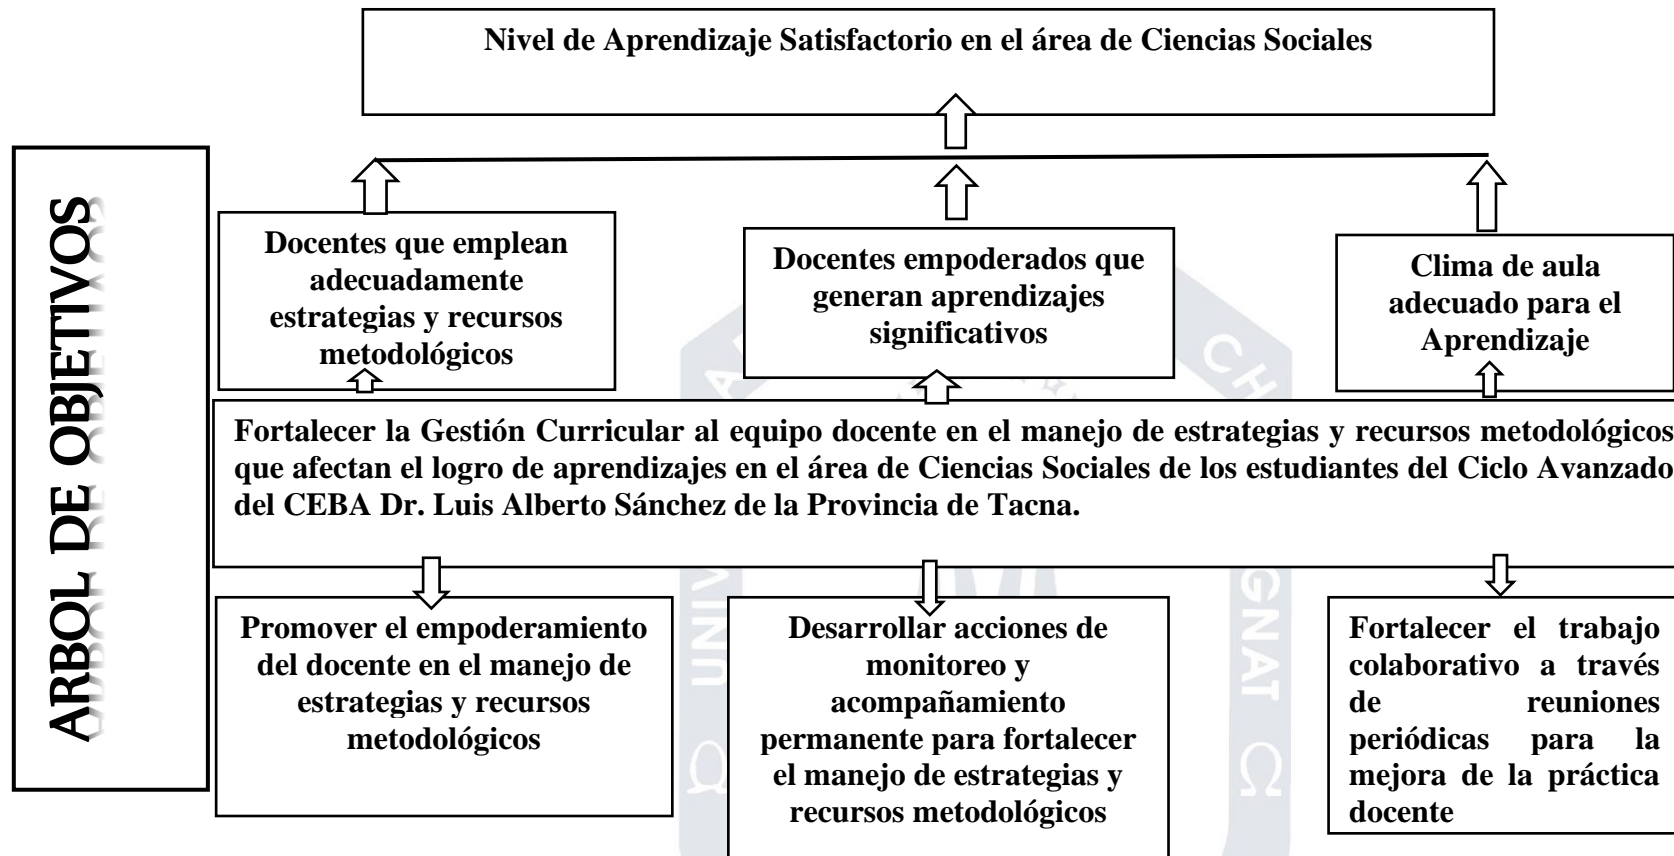 Nivel de Aprendizaje Satisfactorio en el área de Ciencias Sociales
ARBOL DE OBJETIVOS
Docentes que emplean
adecuadamente
estrategias y recursos
metodológicos
Docentes empoderados que
generan aprendizajes
significativos
Clima de aula
adecuado para el
Aprendizaje
Fortalecer la Gestión Curricular al equipo docente en el manejo de estrategias y recursos metodológicos
que afectan el logro de aprendizajes en el área de Ciencias Sociales de los estudiantes del Ciclo Avanzado
del CEBA Dr. Luis Alberto Sánchez de la Provincia de Tacna.
Promover el empoderamiento
del docente en el manejo de
estrategias y recursos
metodológicos
Desarrollar acciones de
monitoreo y
acompañamiento
permanente para fortalecer
el manejo de estrategias y
recursos metodológicos
Fortalecer el trabajo
colaborativo a través
de reuniones
periódicas para la
mejora de la práctica
docente